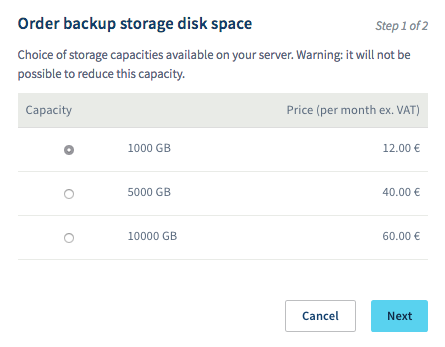 Order backup storage disk space
Step 1 of 2
Choice of storage capacities available on your server. Warning: it will not be
possible to reduce this capacity.
Capacity Price (per month ex. VAT)
1000 GB 12.00 €
5000 GB 40.00 €
10000 GB 60.00 €
Cancel Next